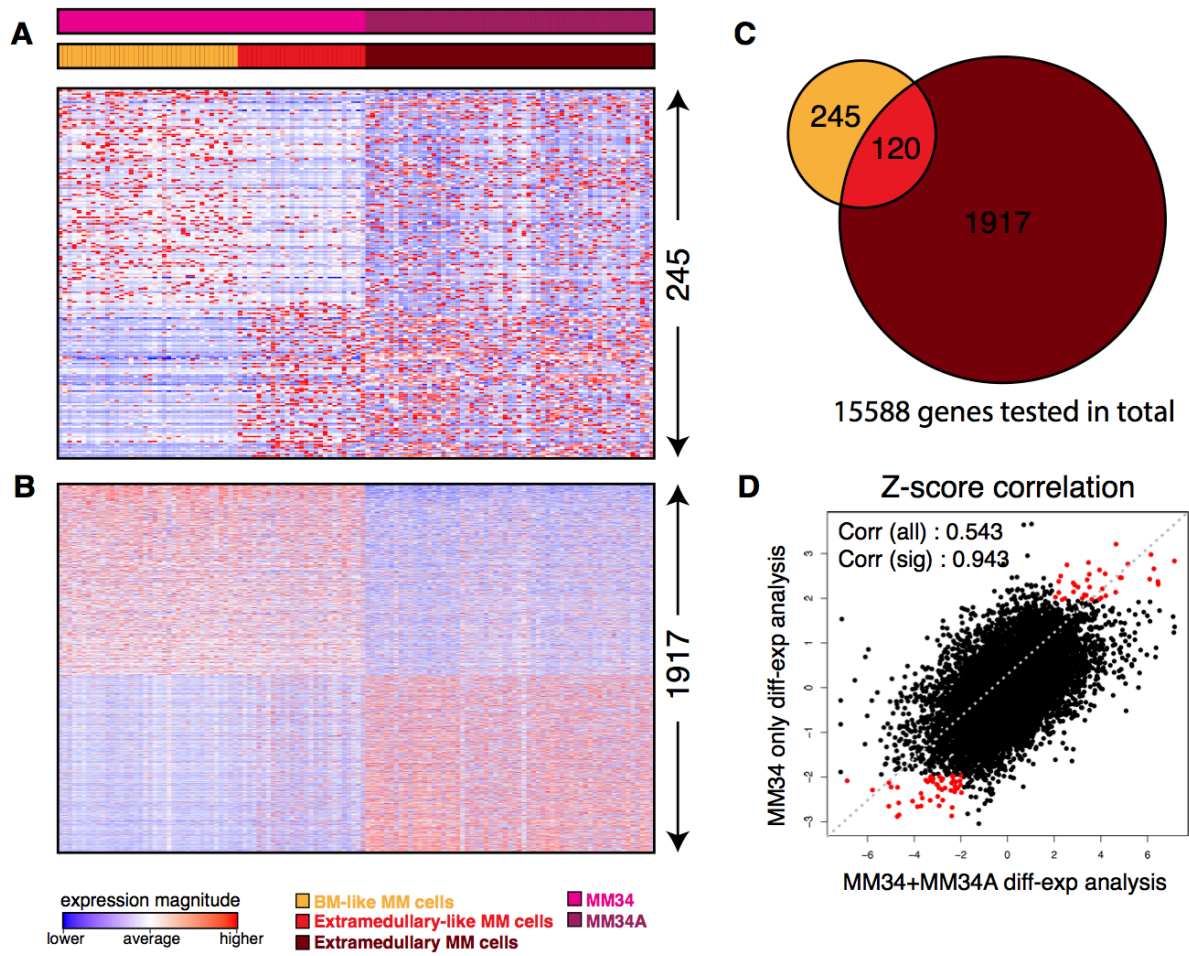 A
245
B
1917
expression magnitude
lower average higher
BM-like MM cells
Extramedullary-like MM cells
Extramedullary MM cells
MM34
MM34A
C
245
120
1917
15588 genes tested in total
D
Z-score correlation
Corr (all) : 0.543
Corr (sig) : 0.943
MM34 only diff-exp analysis
3
2
1
0
-1
-2
-3
-6 -4 -2 0 2 4 6
MM34+MM34A diff-exp analysis